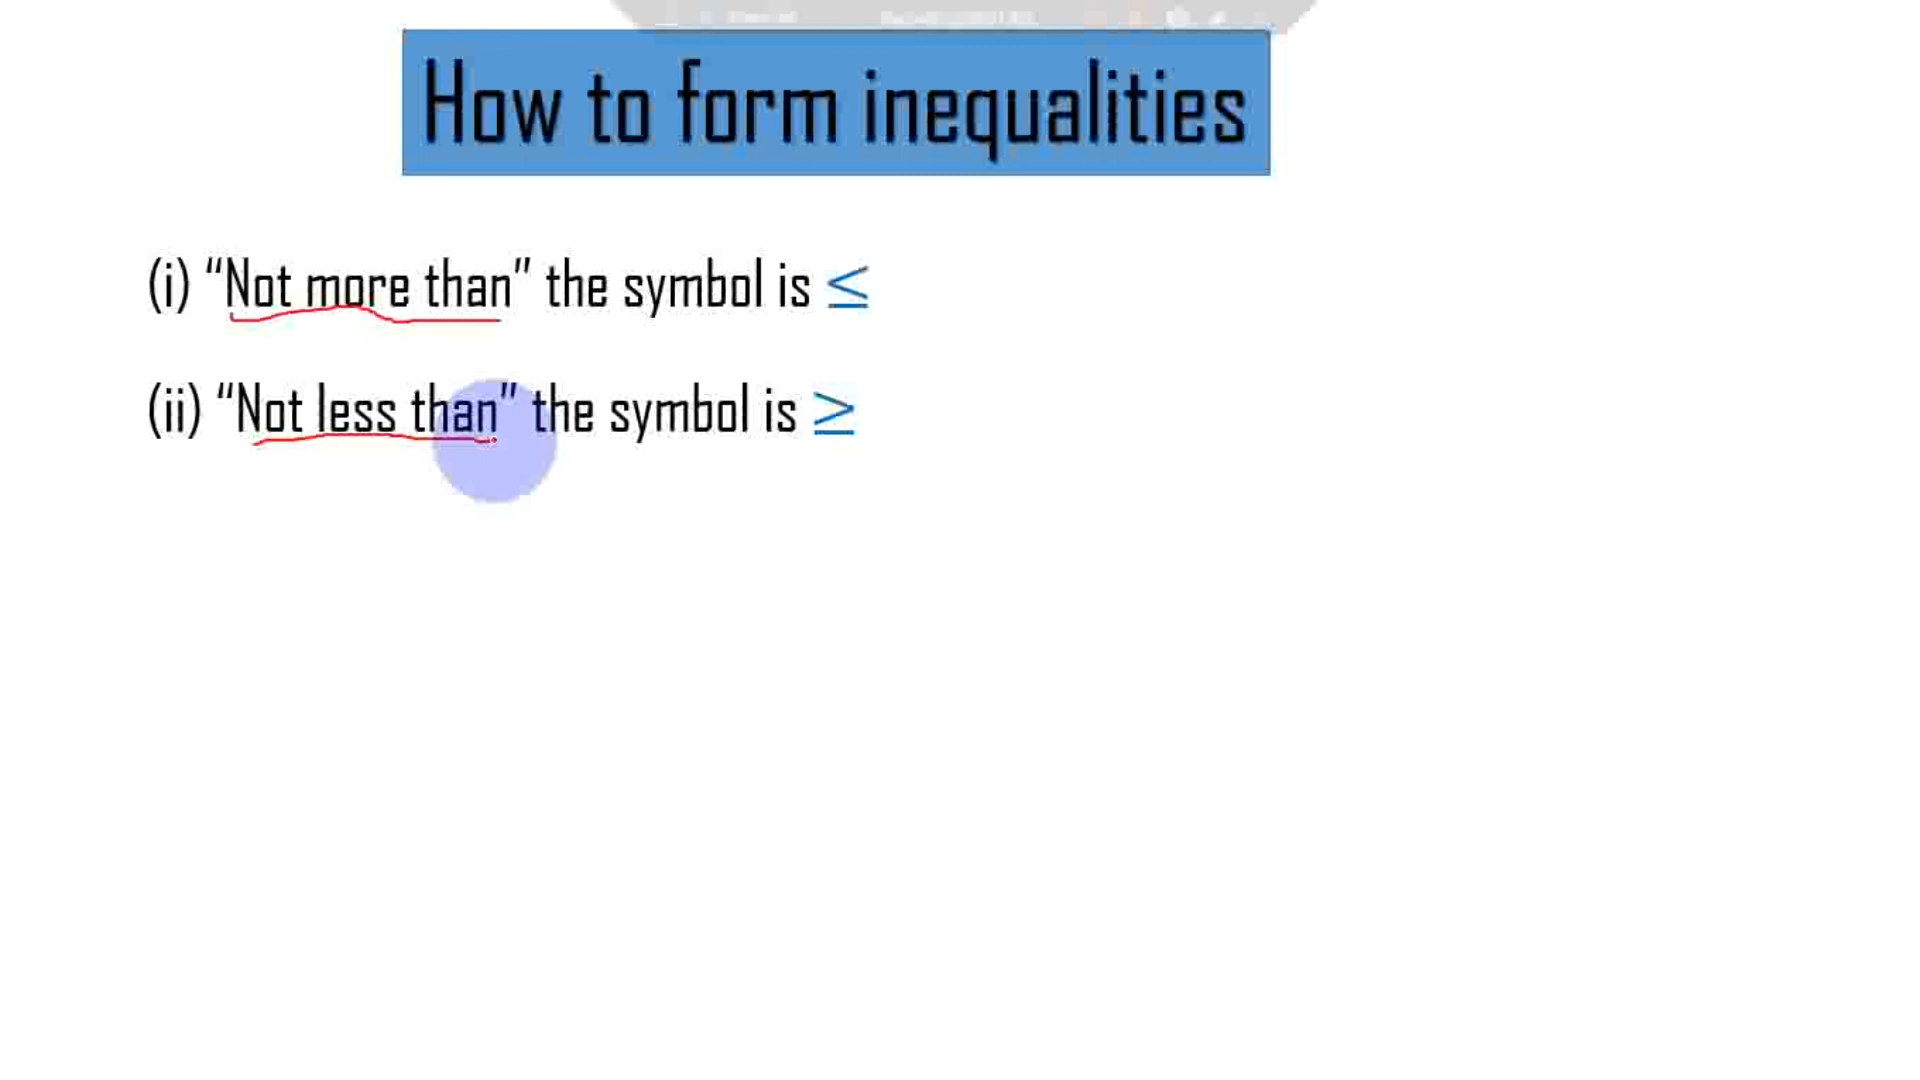 How to form inequalities
(i) “Not more than” the symbol is ≤
(ii) “Not less than” the symbol is ≥